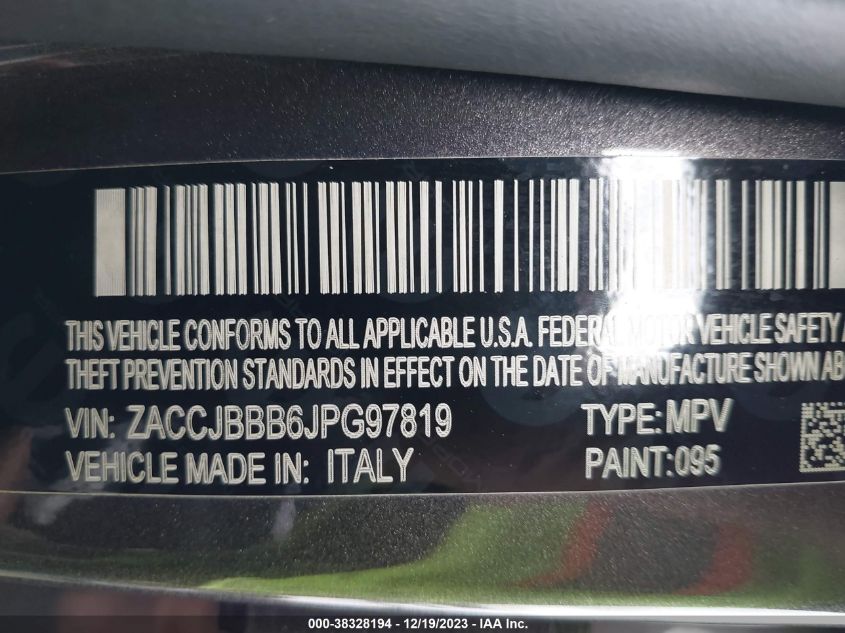 THIS VEHICLE CONFORMS TO ALL APPLICABLE U.S.A. FEDERAL MOTOR VEHICLE SAFETY A
THEFT PREVENTION STANDARDS IN EFFECT ON THE DATE OF MANUFACTURE SHOWN AB
VIN: ZACCJBBB6JPG97819 TYPE: MPV
VEHICLE MADE IN: ITALY PAINT: 095
000-38328194 - 12/19/2023 - IAA Inc.